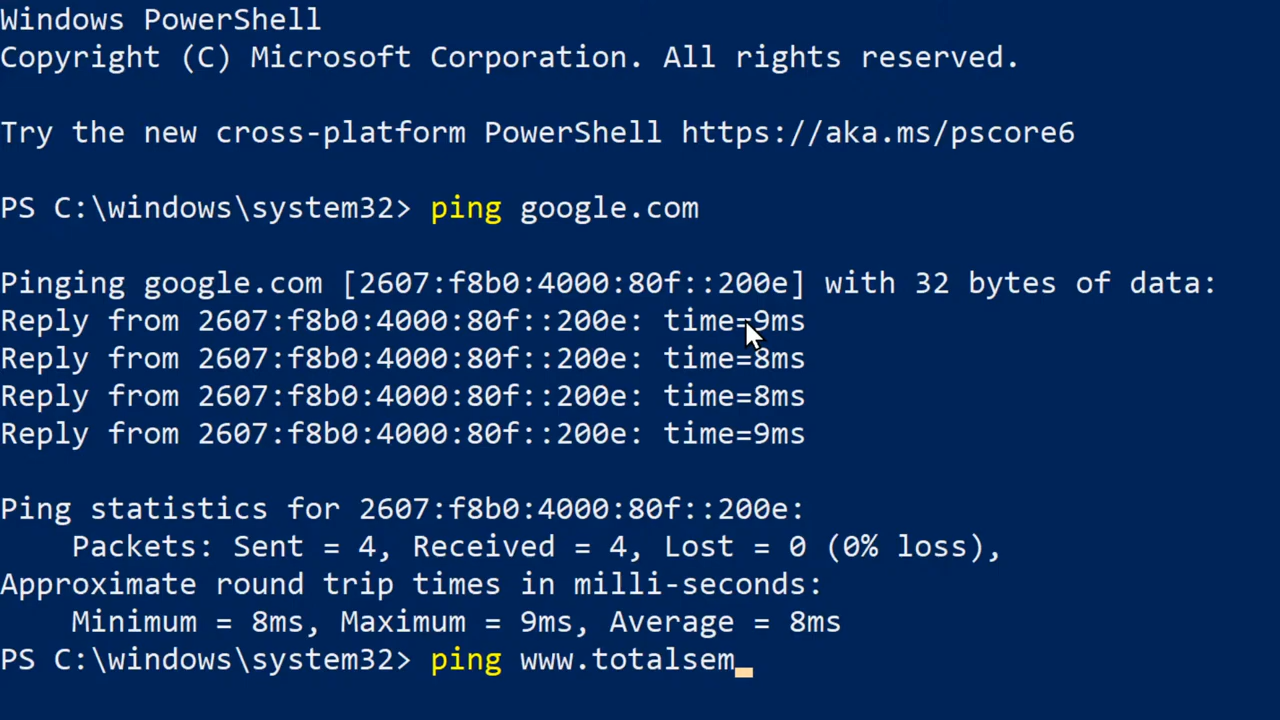 Windows PowerShell
Copyright (C) Microsoft Corporation. All rights reserved.
Try the new cross-platform PowerShell https://aka.ms/pscore6
PS C:\windows\system32> ping google.com
Pinging google.com [2607:f8b0:4000:80f::200e] with 32 bytes of data:
Reply from 2607:f8b0:4000:80f::200e: time=9ms
Reply from 2607:f8b0:4000:80f::200e: time=8ms
Reply from 2607:f8b0:4000:80f::200e: time=8ms
Reply from 2607:f8b0:4000:80f::200e: time=9ms
Ping statistics for 2607:f8b0:4000:80f::200e:
    Packets: Sent = 4, Received = 4, Lost = 0 (0% loss),
Approximate round trip times in milli-seconds:
    Minimum = 8ms, Maximum = 9ms, Average = 8ms
PS C:\windows\system32> ping www.totalsem